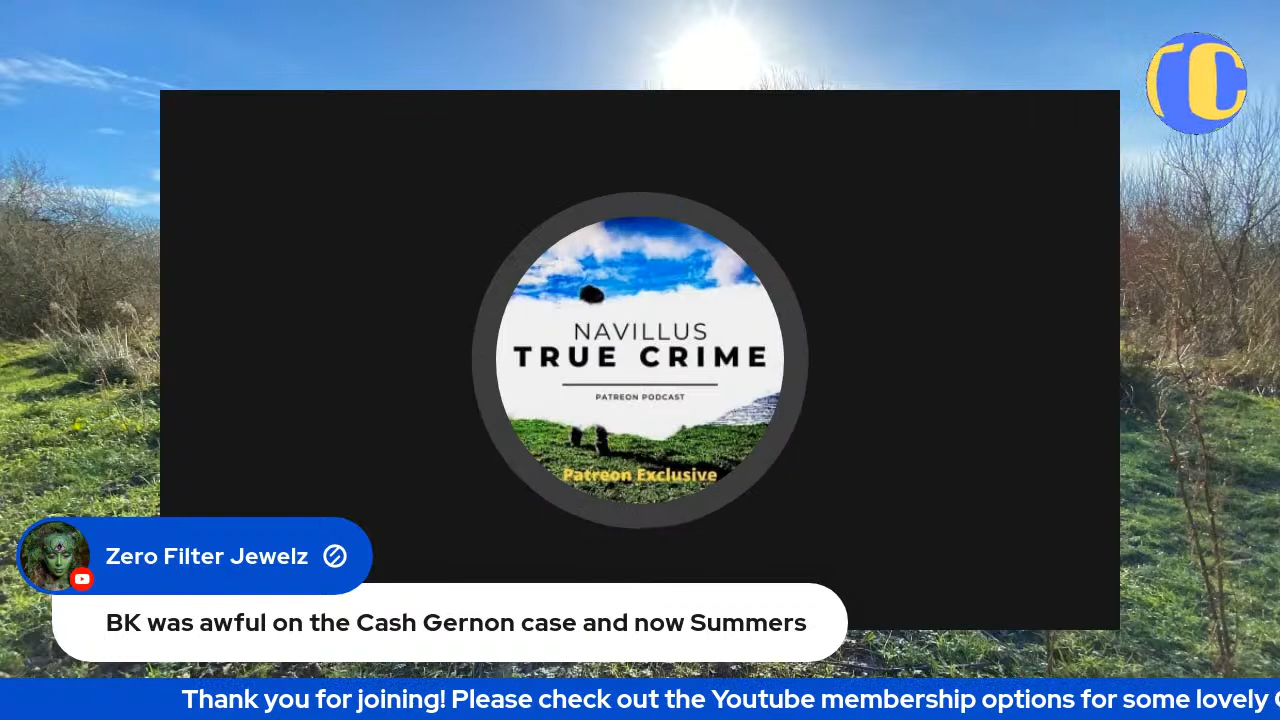 TC
NAVILLUS
TRUE CRIME
PATREON PODCAST
Patreon Exclusive
Zero Filter Jewelz
BK was awful on the Cash Gernon case and now Summers
Thank you for joining! Please check out the Youtube membership options for some lovely